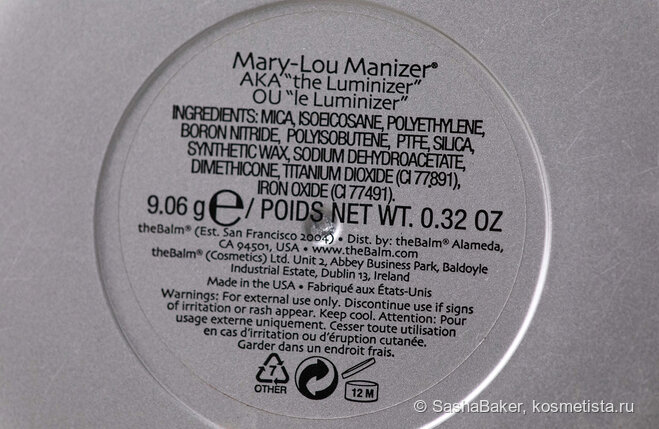 Mary-Lou Manizer®
AKA "the Luminizer"
OU "le Luminizer"
INGREDIENTS: MICA, ISOEICOSANE, POLYETHYLENE,
BORON NITRIDE, POLYISOBUTENE, PTFE, SILICA,
SYNTHETIC WAX, SODIUM DEHYDROACETATE,
DIMETHICONE, TITANIUM DIOXIDE (CI 77891),
IRON OXIDE (CI 77491).
9.06 g ℮ / POIDS NET WT. 0.32 OZ
theBalm® (Est. San Francisco 2004) • Dist. by: theBalm® Alameda,
CA 94501, USA • www.theBalm.com
theBalm® (Cosmetics) Ltd. Unit 2, Abbey Business Park, Baldoyle
Industrial Estate, Dublin 13, Ireland
Made in the USA • Fabriqué aux États-Unis
Warnings: For external use only. Discontinue use if signs
of irritation or rash appear. Keep cool. Attention: Pour
usage externe uniquement. Cesser toute utilisation
en cas d'irritation ou d'éruption cutanée.
Garder dans un endroit frais.
7
OTHER
12 M
© SashaBaker, kosmetista.ru